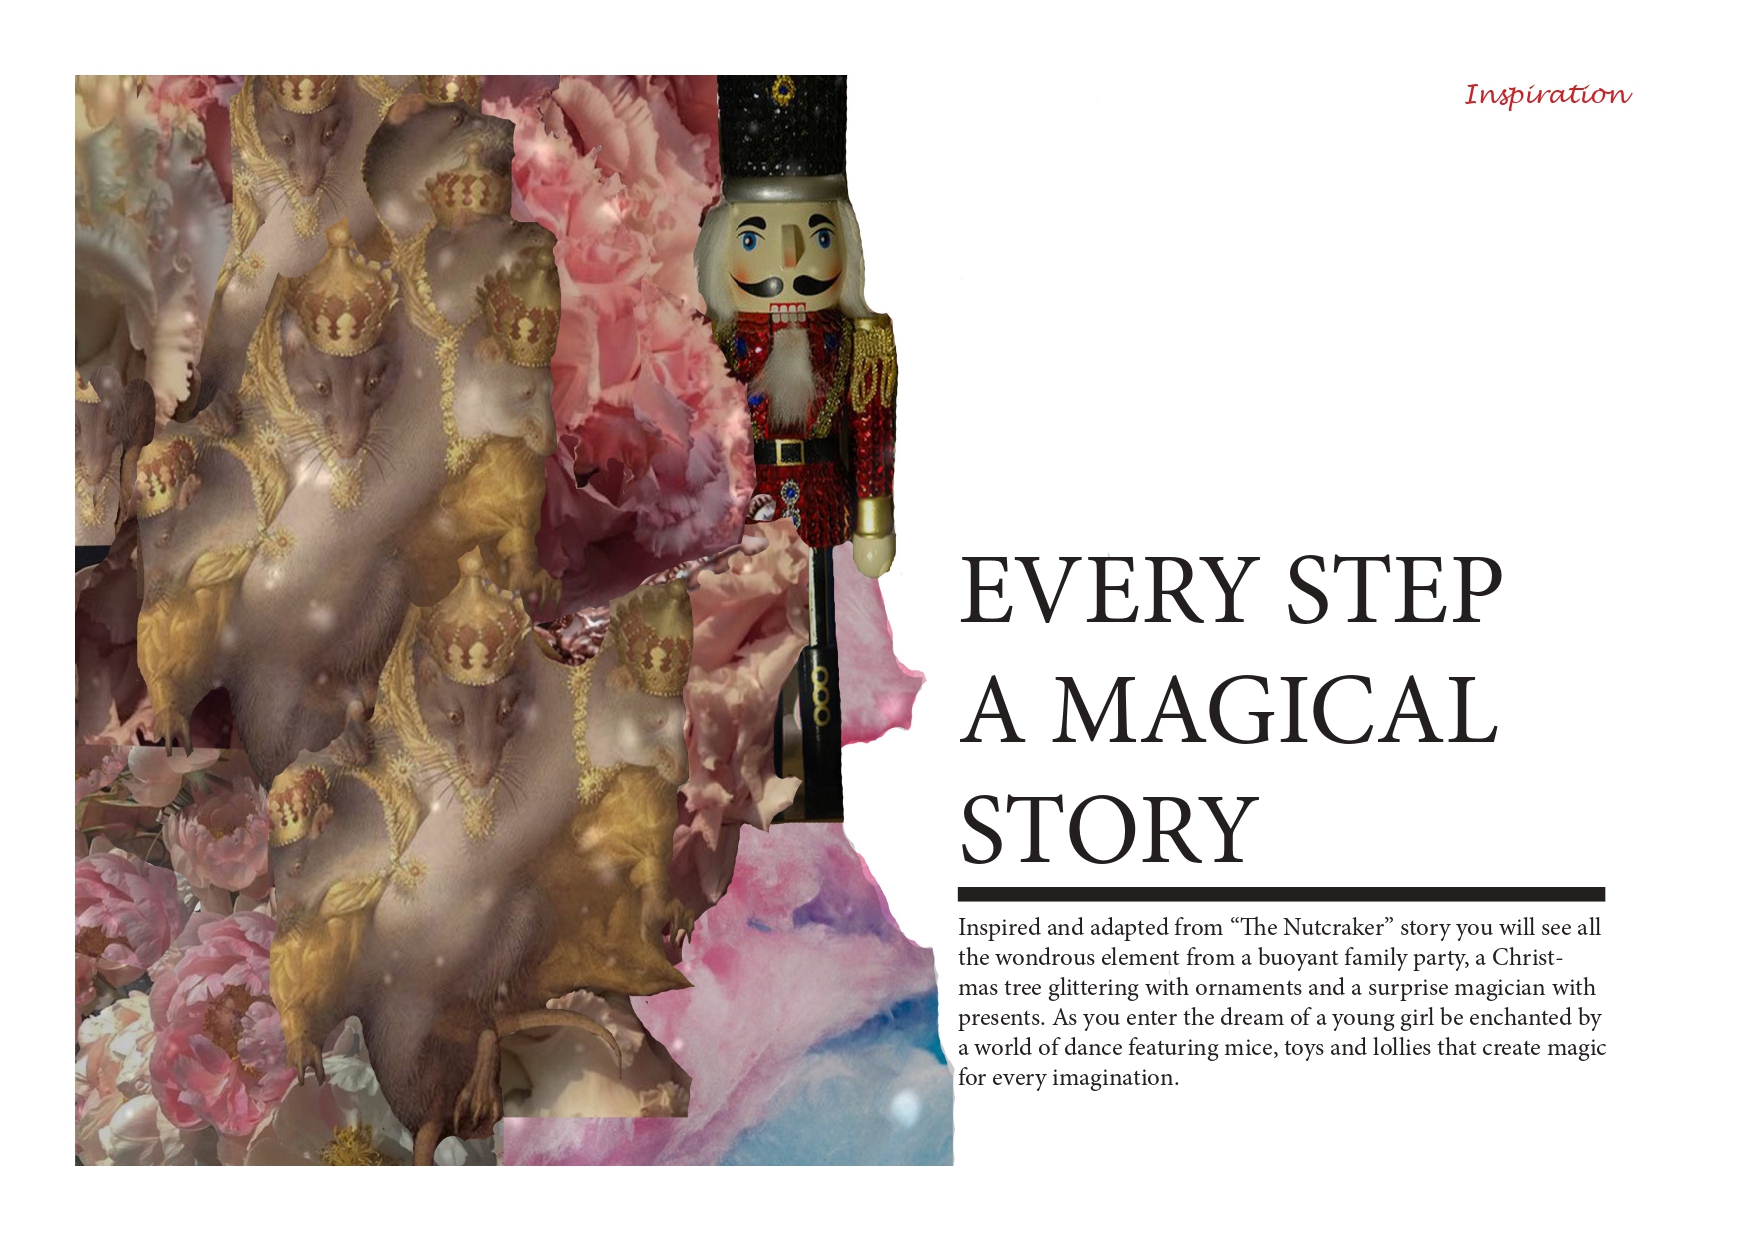 Inspiration
EVERY STEP
A MAGICAL
STORY
Inspired and adapted from “The Nutcraker” story you will see all
the wondrous element from a buoyant family party, a Christ-
mas tree glittering with ornaments and a surprise magician with
presents. As you enter the dream of a young girl be enchanted by
a world of dance featuring mice, toys and lollies that create magic
for every imagination.